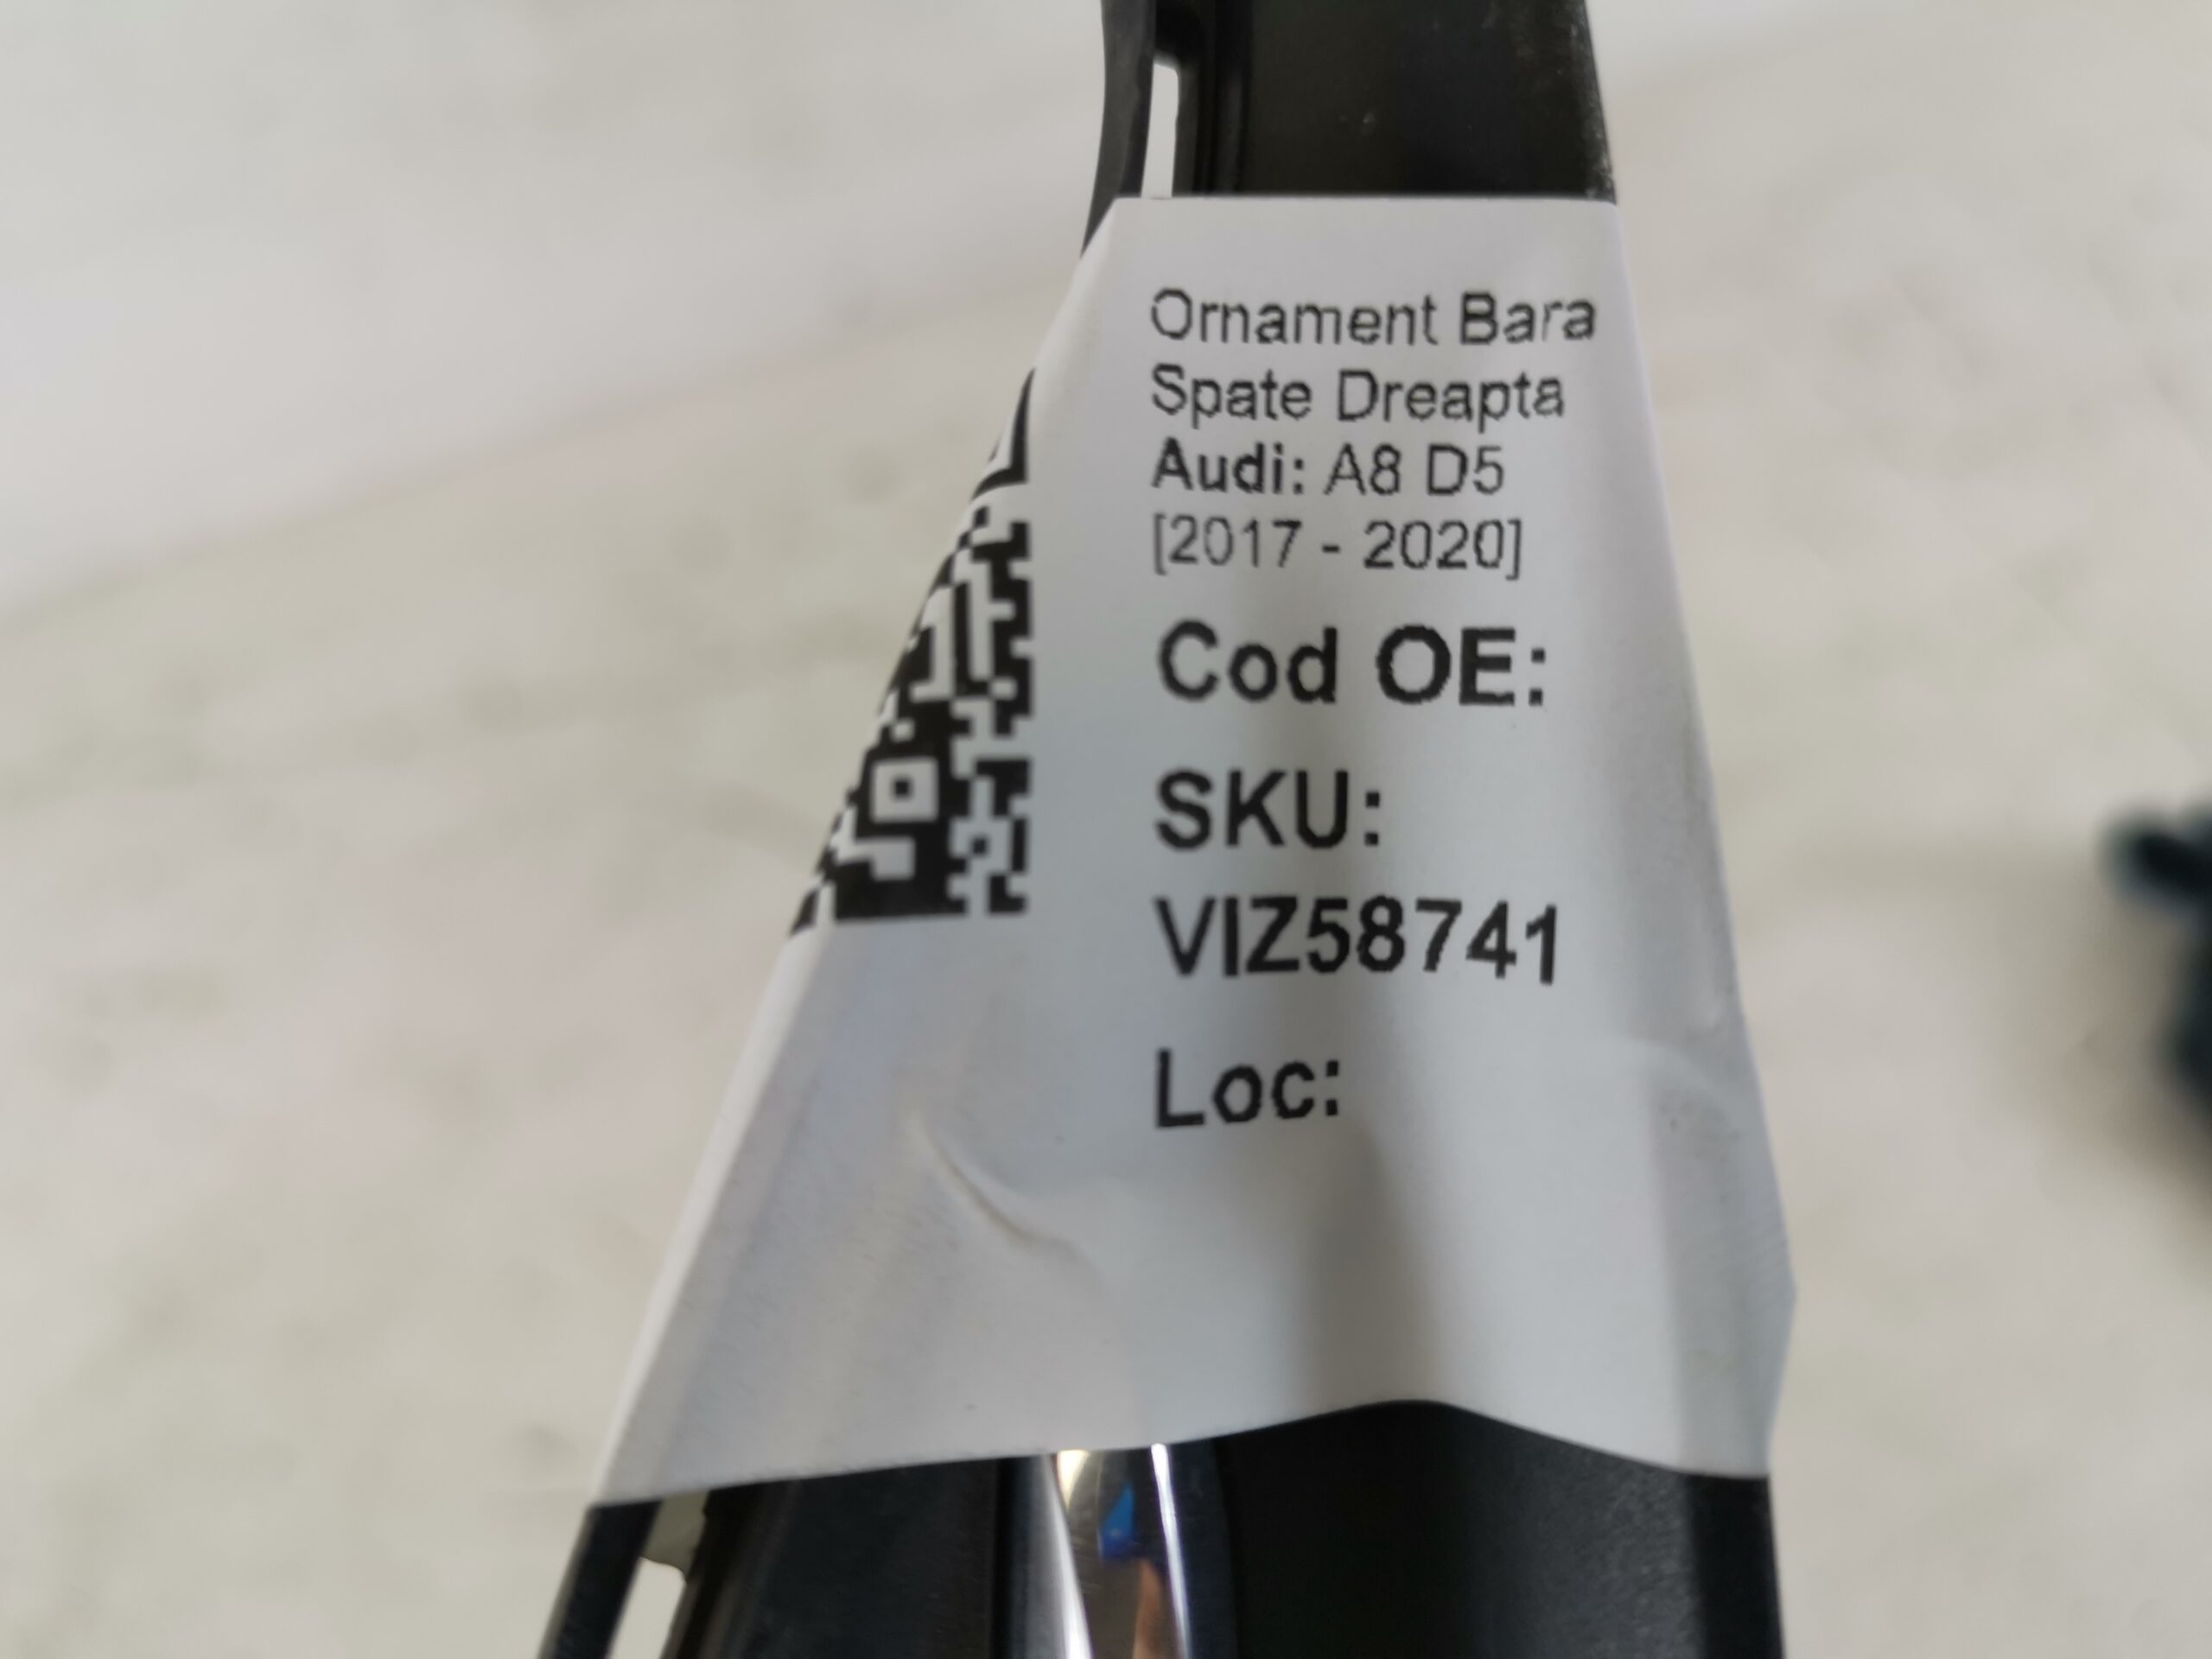 Ornament Bara
Spate Dreapta
Audi: A8 D5
[2017 - 2020]
Cod OE:
SKU:
VIZ58741
Loc: